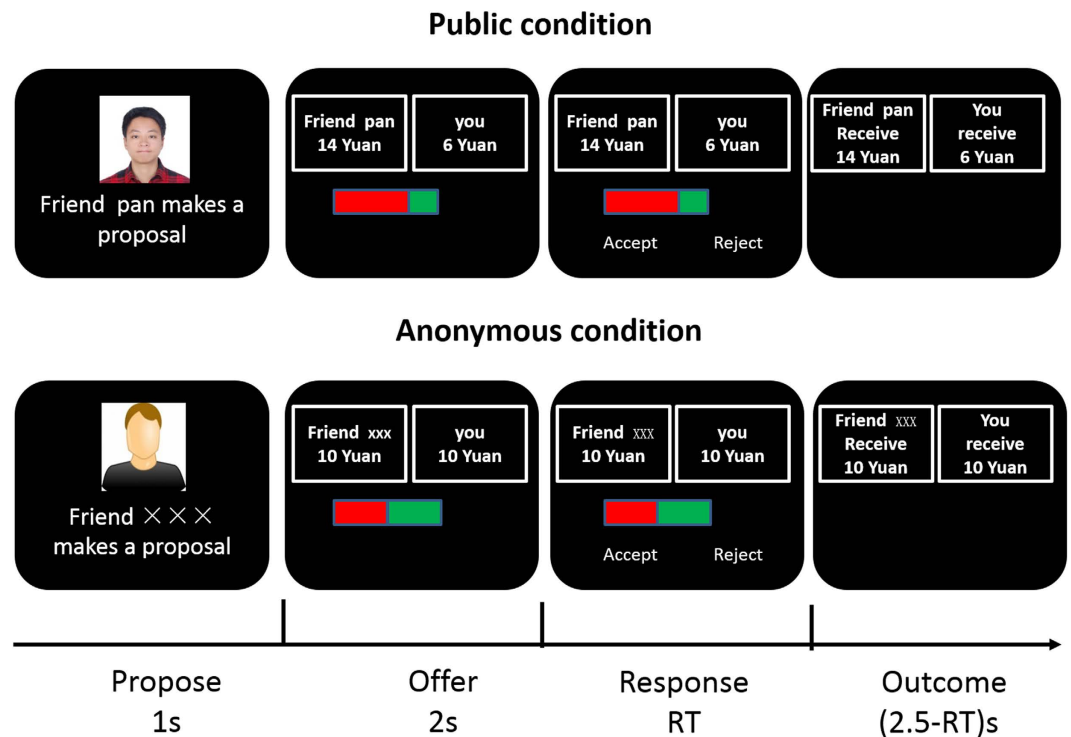 Public condition
Friend pan makes a
proposal
Friend pan
14 Yuan
you
6 Yuan
Friend pan
14 Yuan
you
6 Yuan
Accept
Reject
Friend pan
Receive
14 Yuan
You
receive
6 Yuan
Anonymous condition
Friend ×××
makes a proposal
Friend xxx
10 Yuan
you
10 Yuan
Friend XXX
10 Yuan
you
10 Yuan
Accept
Reject
Friend XXX
Receive
10 Yuan
You
receive
10 Yuan
Propose
1s
Offer
2s
Response
RT
Outcome
(2.5-RT)s